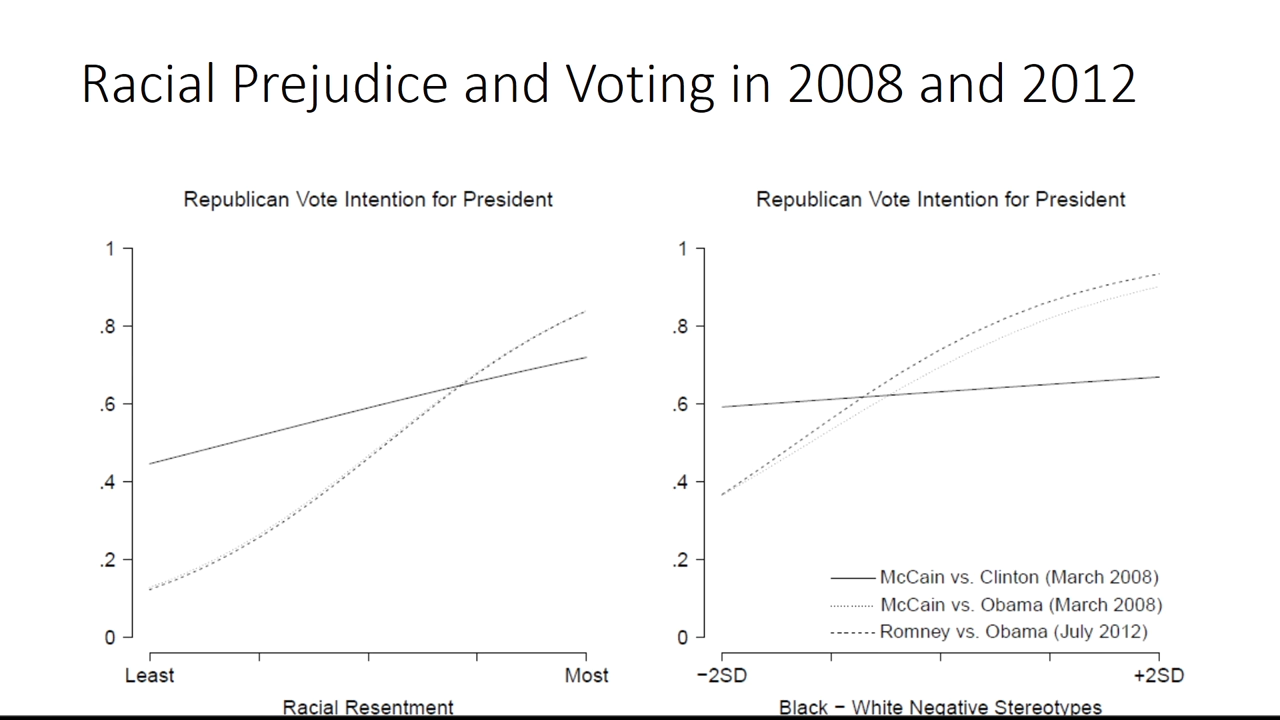 Racial Prejudice and Voting in 2008 and 2012
Republican Vote Intention for President
1
.8
.6
.4
.2
0
Least
Most
Racial Resentment
Republican Vote Intention for President
1
.8
.6
.4
.2
0
McCain vs. Clinton (March 2008)
McCain vs. Obama (March 2008)
Romney vs. Obama (July 2012)
−2SD
+2SD
Black − White Negative Stereotypes